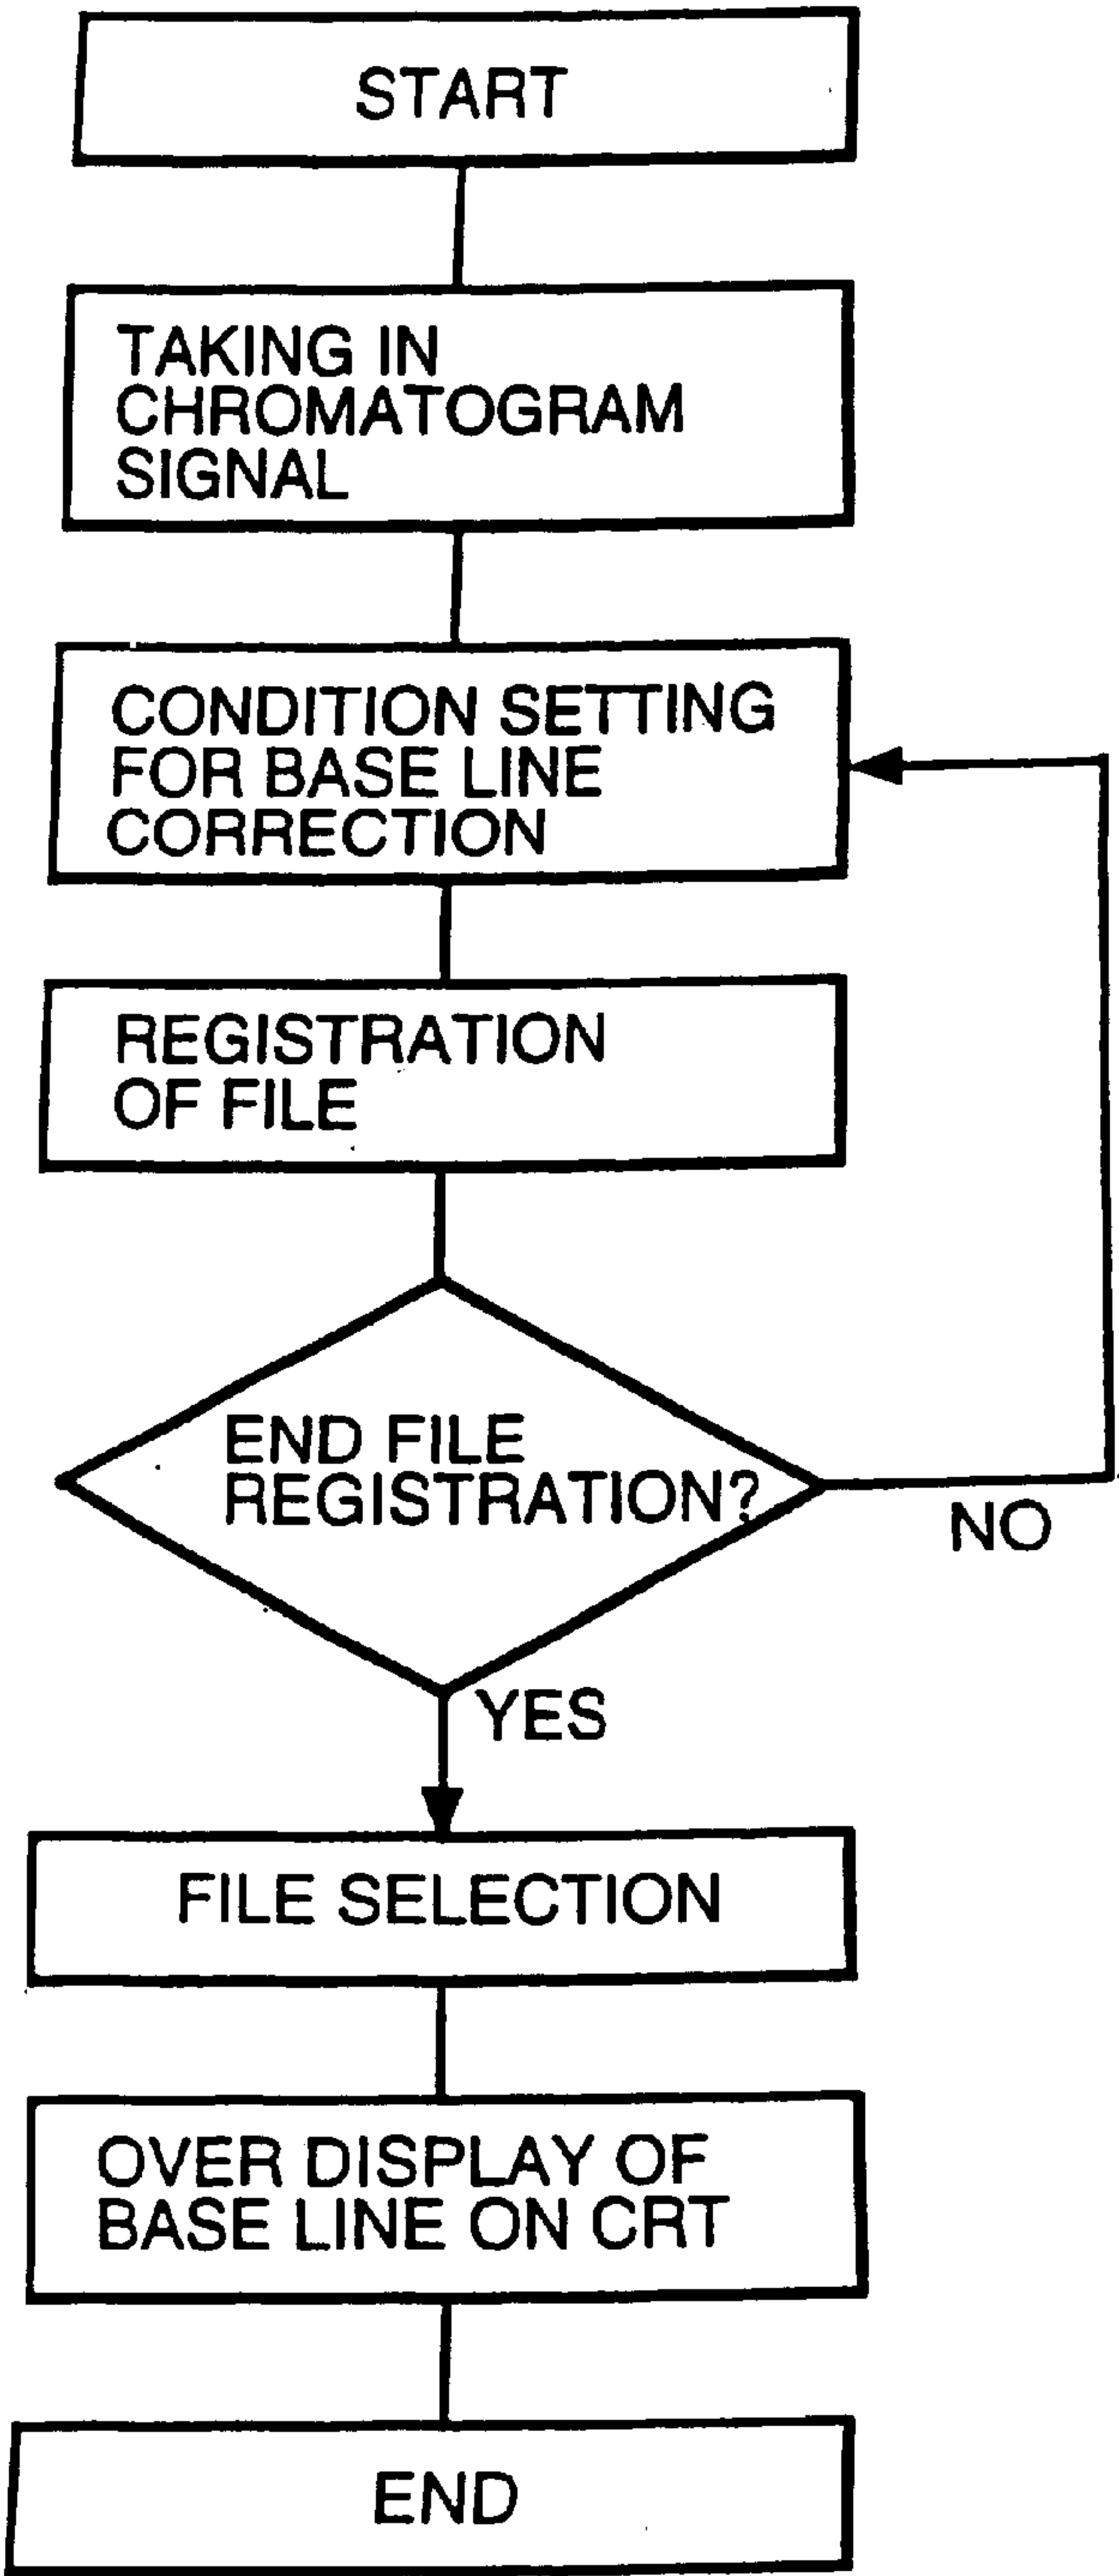 START
TAKING IN
CHROMATOGRAM
SIGNAL
CONDITION SETTING
FOR BASE LINE
CORRECTION
REGISTRATION
OF FILE
END FILE
REGISTRATION?
NO
YES
FILE SELECTION
OVER DISPLAY OF
BASE LINE ON CRT
END